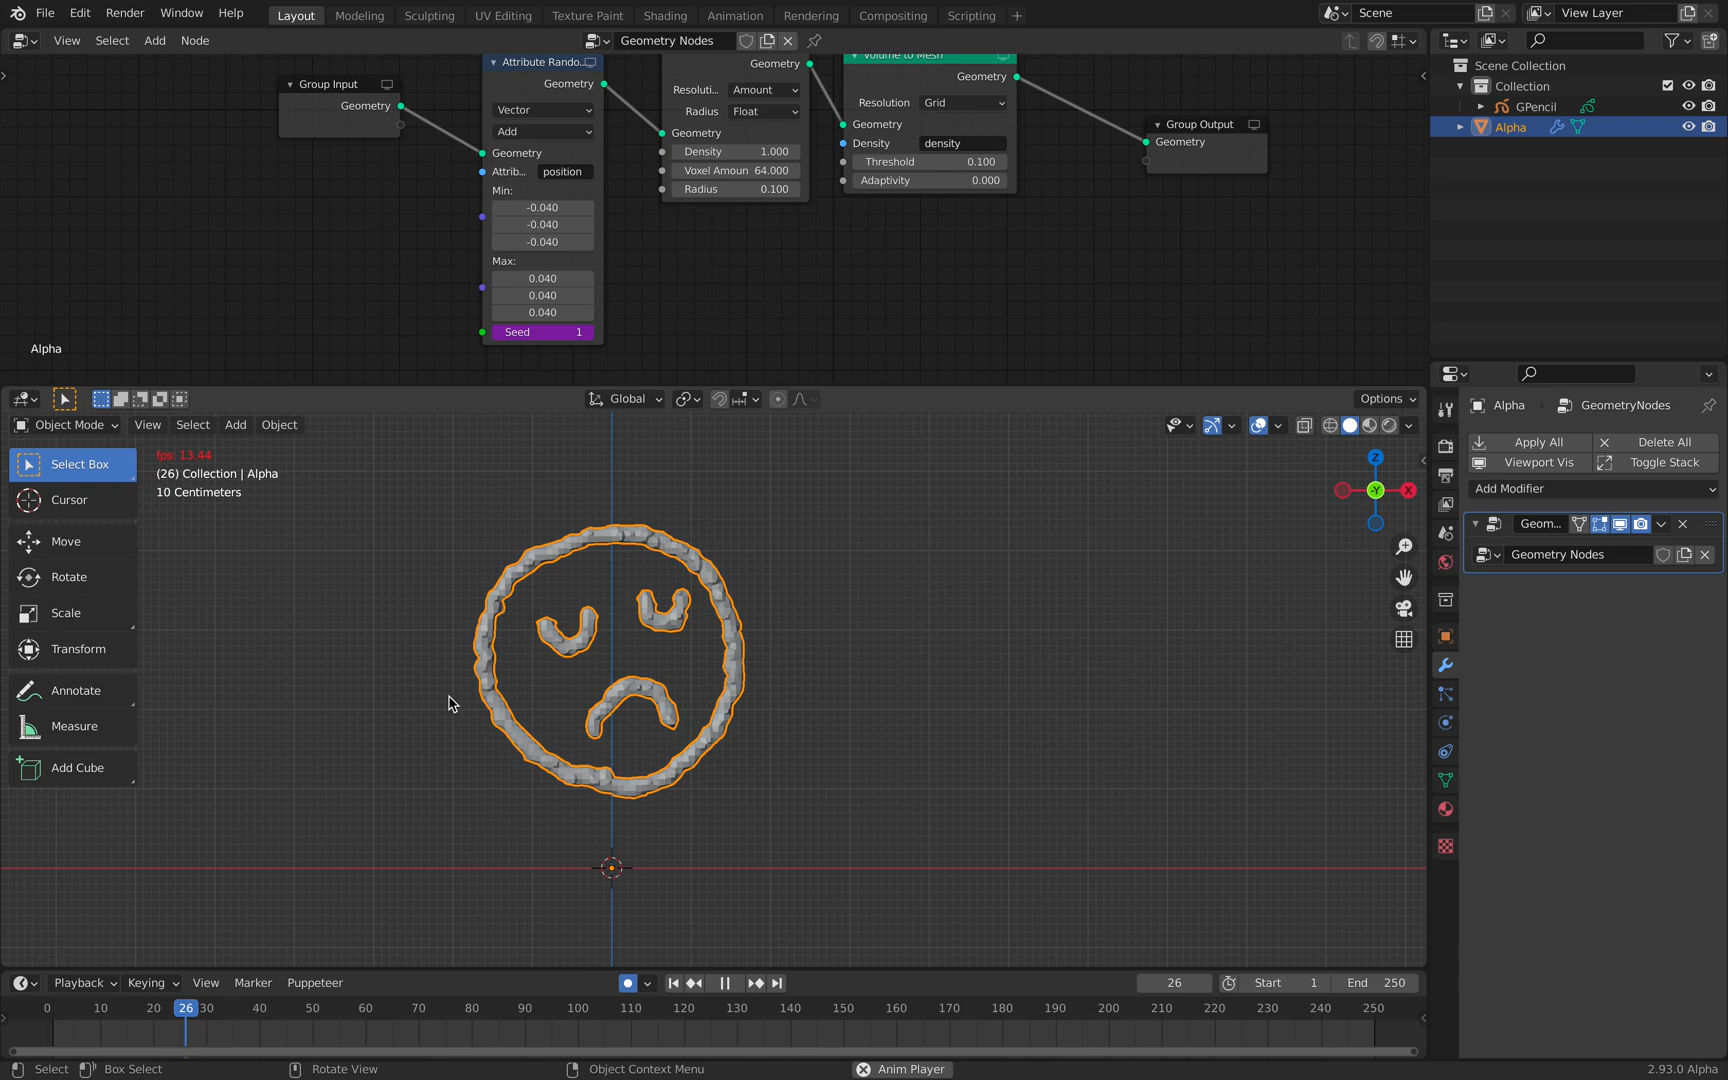 File Edit Render Window Help Layout Modeling Sculpting UV Editing Texture Paint Shading Animation Rendering Compositing Scripting + Scene View Layer
View Select Add Node Geometry Nodes
Scene Collection
Collection
GPencil
Alpha
Group Input
Geometry
Attribute Rando...
Geometry
Vector
Add
Geometry
Attrib... position
Min:
-0.040
-0.040
-0.040
Max:
0.040
0.040
0.040
Seed 1
Geometry
Resoluti... Amount
Radius Float
Geometry
Density 1.000
Voxel Amoun 64.000
Radius 0.100
Volume to Mesh
Geometry
Resolution Grid
Geometry
Density density
Threshold 0.100
Adaptivity 0.000
Group Output
Geometry
Alpha
Global Options
Object Mode View Select Add Object
fps: 13.44
(26) Collection | Alpha
10 Centimeters
Select Box
Cursor
Move
Rotate
Scale
Transform
Annotate
Measure
Add Cube
Z
-Y
X
Alpha GeometryNodes
Apply All Delete All
Viewport Vis Toggle Stack
Add Modifier
Geom...
Geometry Nodes
Playback Keying View Marker Puppeteer 26 Start 1 End 250
0 10 20 26 30 40 50 60 70 80 90 100 110 120 130 140 150 160 170 180 190 200 210 220 230 240 250
Select Box Select Rotate View Object Context Menu Anim Player 2.93.0 Alpha